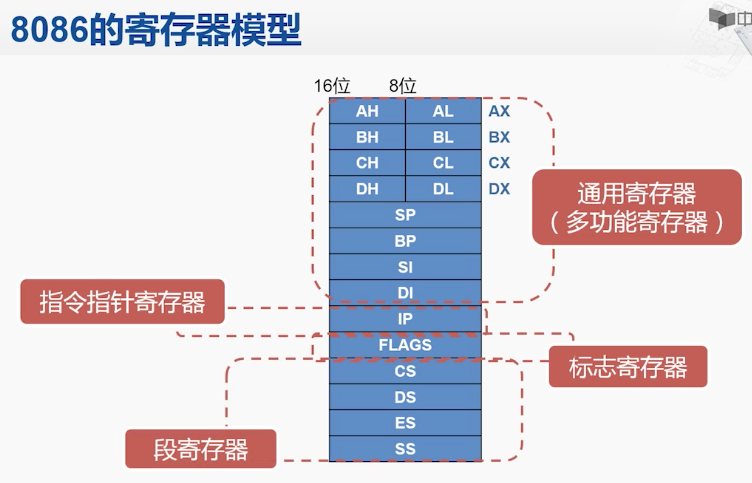 8086的寄存器模型
中
16位 8位
AH AL AX
BH BL BX
CH CL CX
DH DL DX
通用寄存器
（多功能寄存器）
SP
BP
SI
DI
指令指针寄存器
IP
FLAGS
标志寄存器
CS
DS
ES
段寄存器
SS